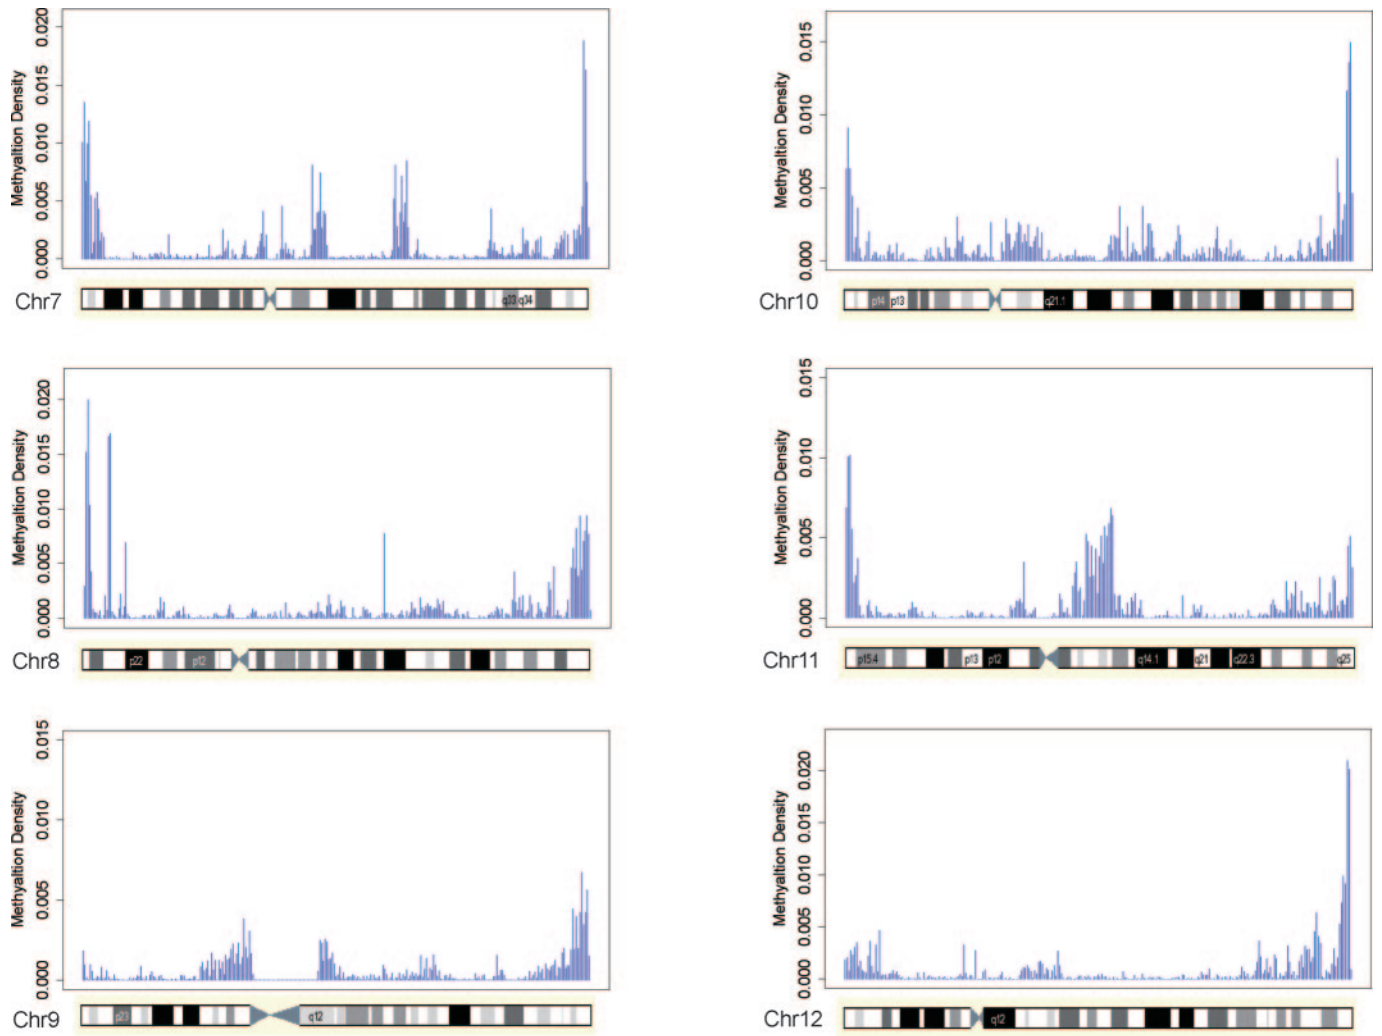 Methyaltion Density
0.020
0.015
0.010
0.005
0.000
Chr7
q33 q34
Methyaltion Density
0.015
0.010
0.005
0.000
Chr10
p14 p13
q21.1
Methyaltion Density
0.020
0.015
0.010
0.005
0.000
Chr8
p22
p12
Methyaltion Density
0.015
0.010
0.005
0.000
Chr11
p15.4
p13
p12
q14.1
q21
q22.3
q25
Methyaltion Density
0.015
0.010
0.005
0.000
Chr9
p23
q12
Methyaltion Density
0.020
0.015
0.010
0.005
0.000
Chr12
q12